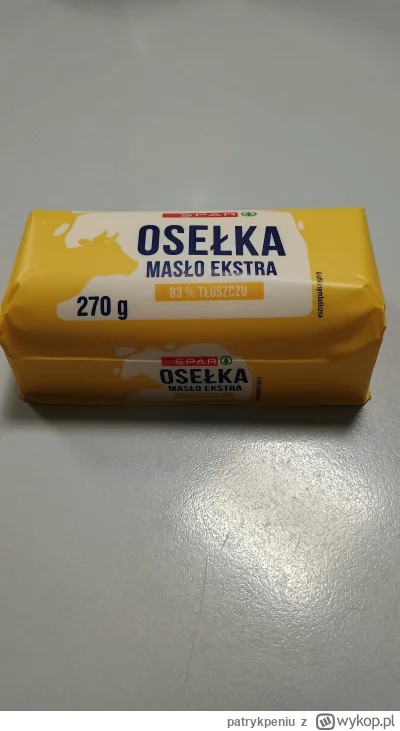 SPAR
OSEŁKA
MASŁO EKSTRA
83 % TŁUSZCZU
270 g
SPAR
OSEŁKA
MASŁO EKSTRA
patrykpeniu z wykop.pl